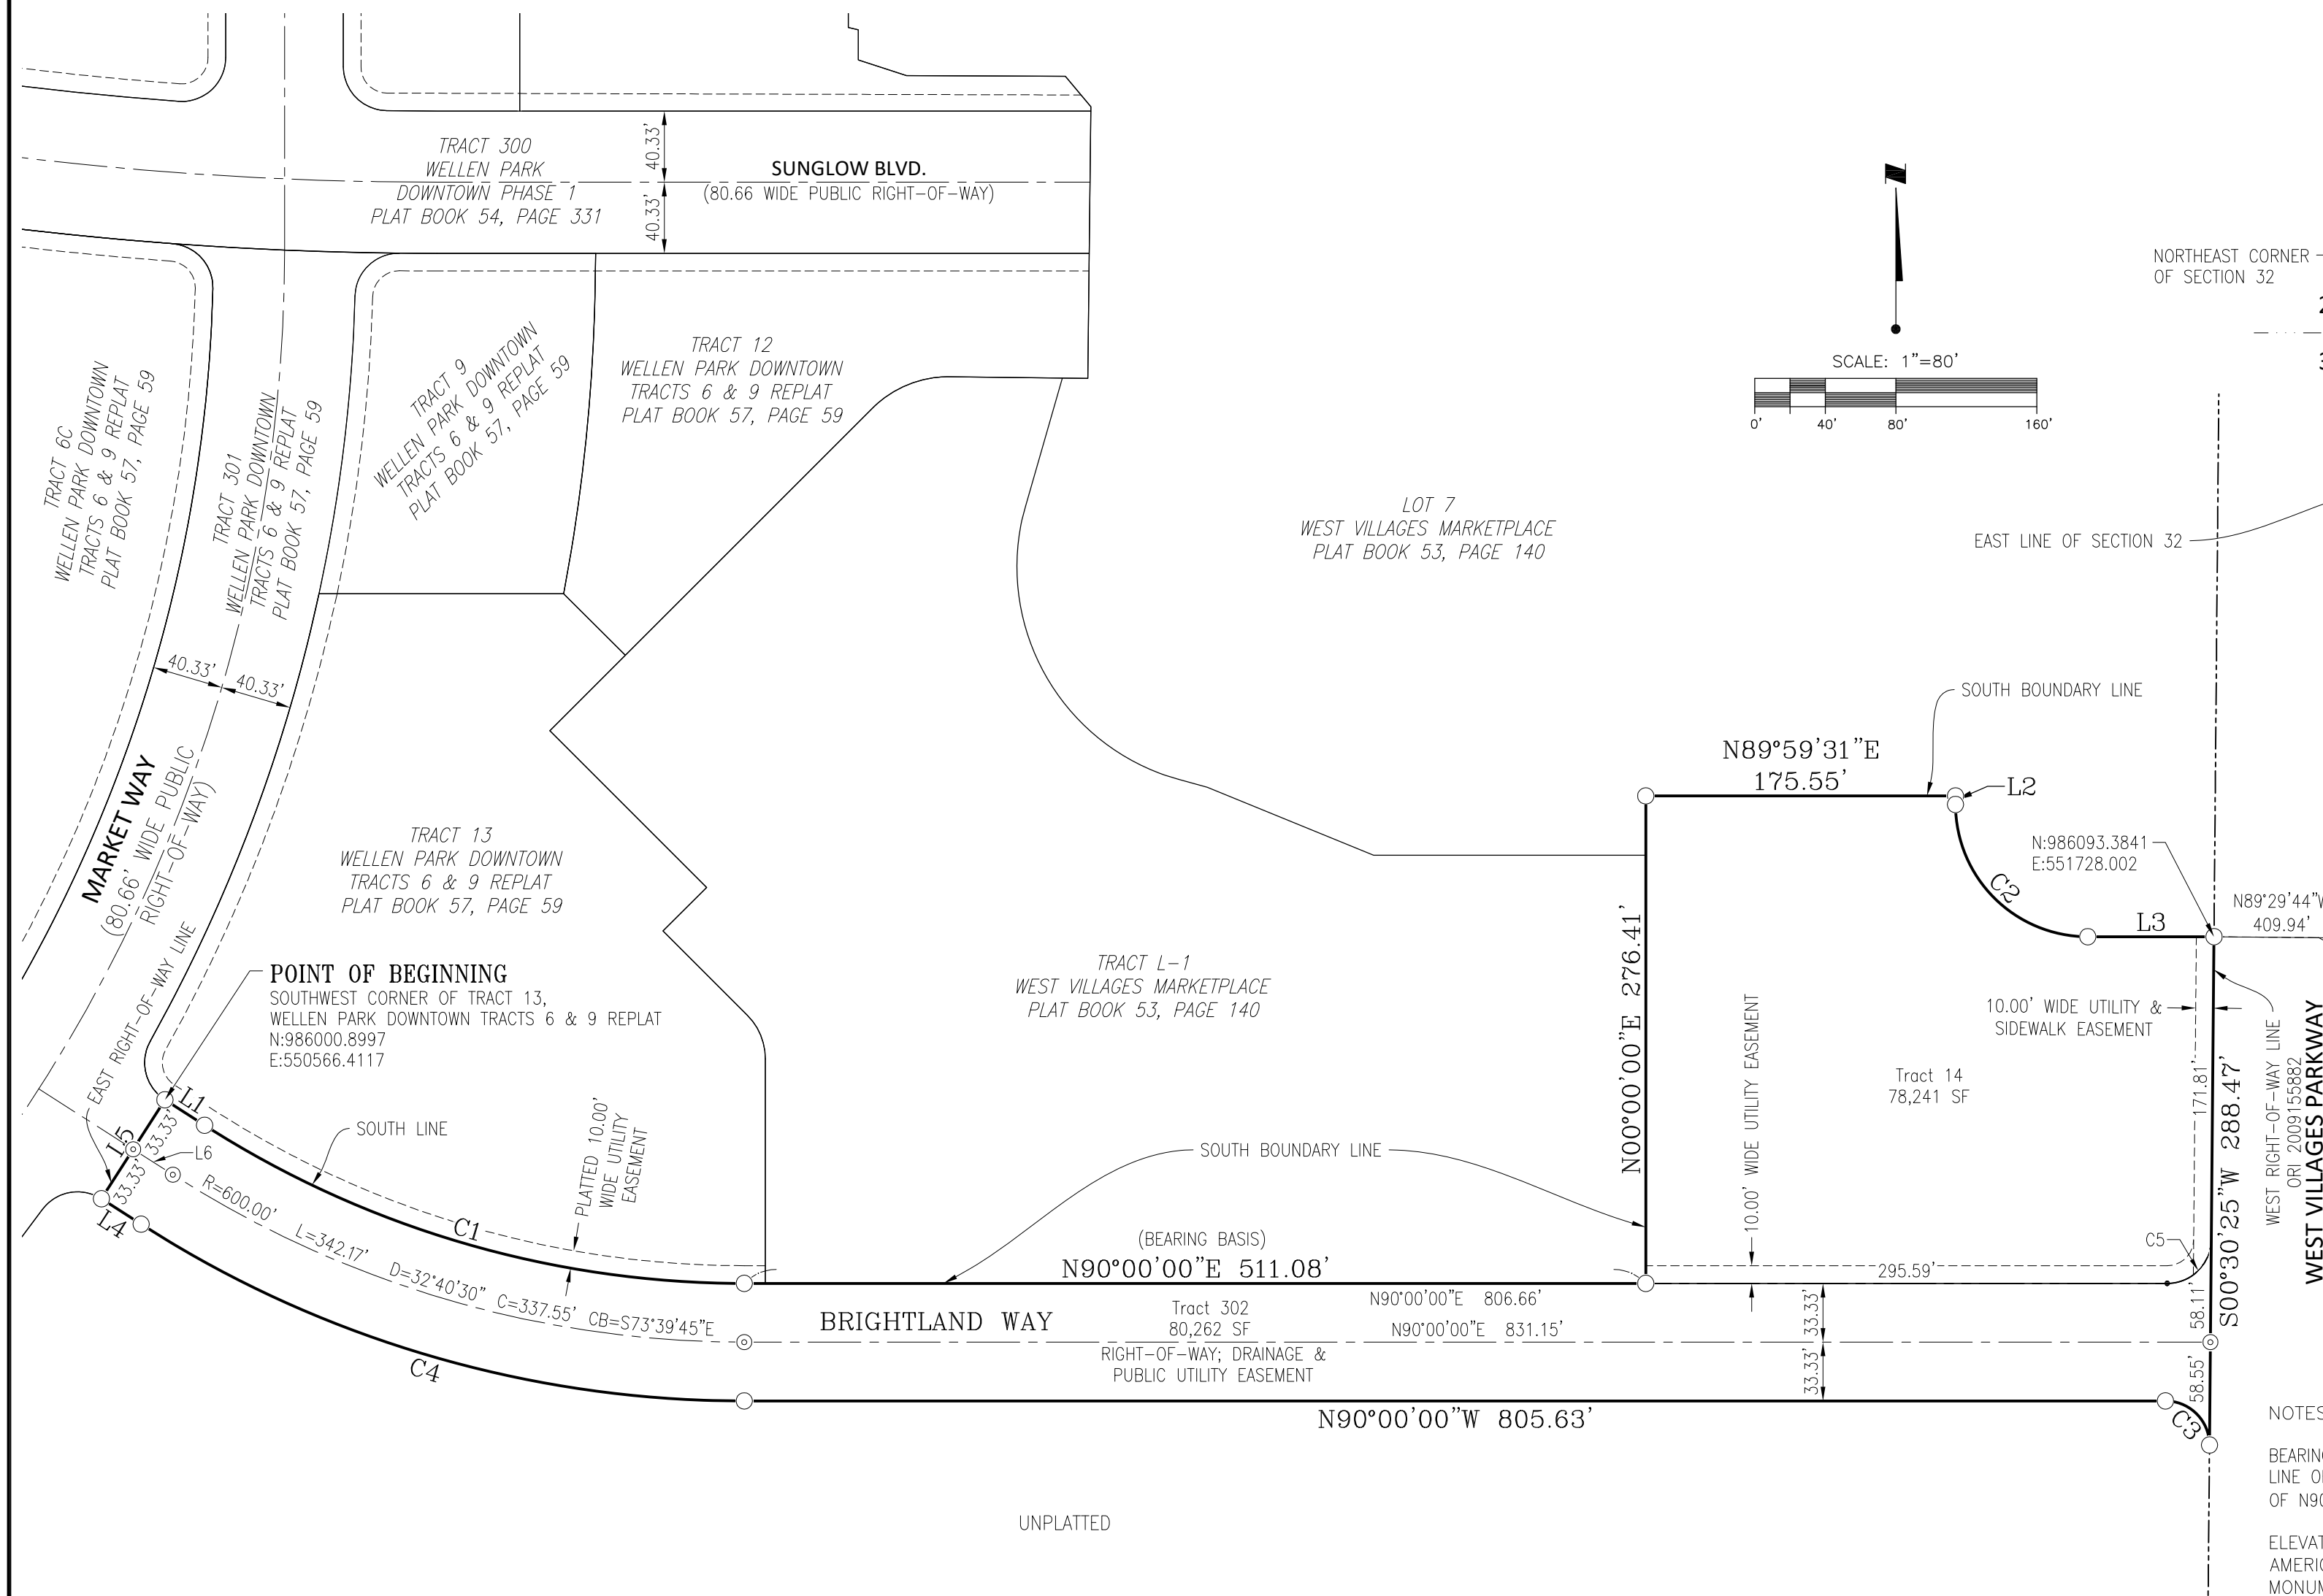 TRACT 300
WELLEN PARK
DOWNTOWN PHASE 1
PLAT BOOK 54, PAGE 331
40.33'
40.33'
SUNGLOW BLVD.
(80.66 WIDE PUBLIC RIGHT-OF-WAY)
NORTHEAST CORNER
OF SECTION 32
SCALE: 1"=80'
0'
40'
80'
160'
TRACT 6C
WELLEN PARK DOWNTOWN
TRACTS 6 & 9 REPLAT
PLAT BOOK 57, PAGE 59
TRACT 301
WELLEN PARK DOWNTOWN
TRACTS 6 & 9 REPLAT
PLAT BOOK 57, PAGE 59
TRACT 9
WELLEN PARK DOWNTOWN
TRACTS 6 & 9 REPLAT
PLAT BOOK 57, PAGE 59
TRACT 12
WELLEN PARK DOWNTOWN
TRACTS 6 & 9 REPLAT
PLAT BOOK 57, PAGE 59
LOT 7
WEST VILLAGES MARKETPLACE
PLAT BOOK 53, PAGE 140
EAST LINE OF SECTION 32
40.33'
40.33'
MARKET WAY
(80.66' WIDE PUBLIC
RIGHT-OF-WAY)
EAST RIGHT-OF-WAY LINE
TRACT 13
WELLEN PARK DOWNTOWN
TRACTS 6 & 9 REPLAT
PLAT BOOK 57, PAGE 59
SOUTH BOUNDARY LINE
N89°59'31"E
175.55'
L2
C2
N:986093.3841
E:551728.002
L3
N89°29'44"W
409.94'
POINT OF BEGINNING
SOUTHWEST CORNER OF TRACT 13,
WELLEN PARK DOWNTOWN TRACTS 6 & 9 REPLAT
N:986000.8997
E:550566.4117
TRACT L-1
WEST VILLAGES MARKETPLACE
PLAT BOOK 53, PAGE 140
N00°00'00"E 276.41'
10.00' WIDE UTILITY EASEMENT
10.00' WIDE UTILITY &
SIDEWALK EASEMENT
Tract 14
78,241 SF
171.81'
S00°30'25"W 288.47'
WEST RIGHT-OF-WAY LINE
ORI 2009155882
WEST VILLAGES PARKWAY
L1
L5
33.33'
33.33'
L6
L4
SOUTH LINE
PLATTED 10.00'
WIDE UTILITY
EASEMENT
C1
R=600.00' L=342.17' D=32°40'30" C=337.55' CB=S73°39'45"E
C4
SOUTH BOUNDARY LINE
(BEARING BASIS)
N90°00'00"E 511.08'
C5
295.59'
BRIGHTLAND WAY
Tract 302
80,262 SF
N90°00'00"E 806.66'
N90°00'00"E 831.15'
RIGHT-OF-WAY; DRAINAGE &
PUBLIC UTILITY EASEMENT
33.33'
33.33'
58.11'
58.55'
N90°00'00"W 805.63'
C3
UNPLATTED
NOTES
BEARING
LINE O
OF N90
ELEVAT
AMERIC
MONUM